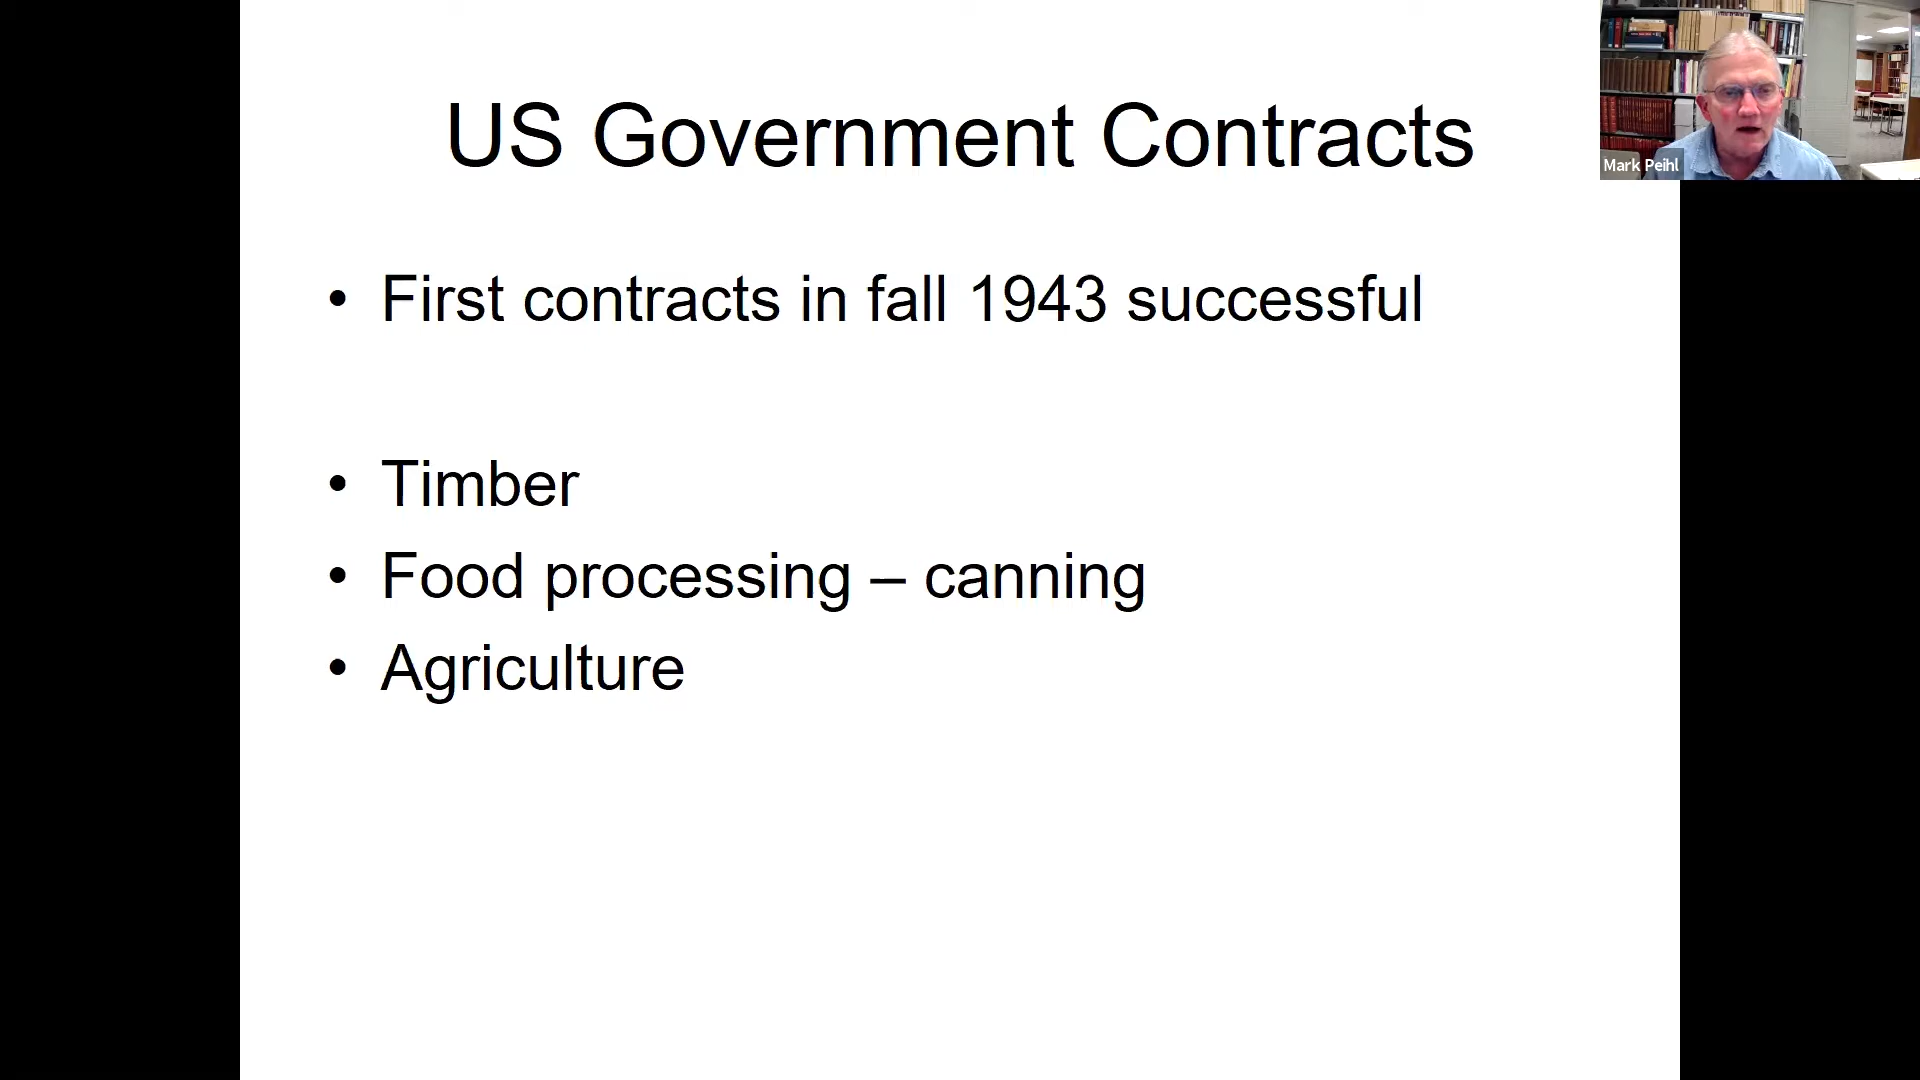 US Government Contracts
Mark Peihl
• First contracts in fall 1943 successful
• Timber
• Food processing – canning
• Agriculture